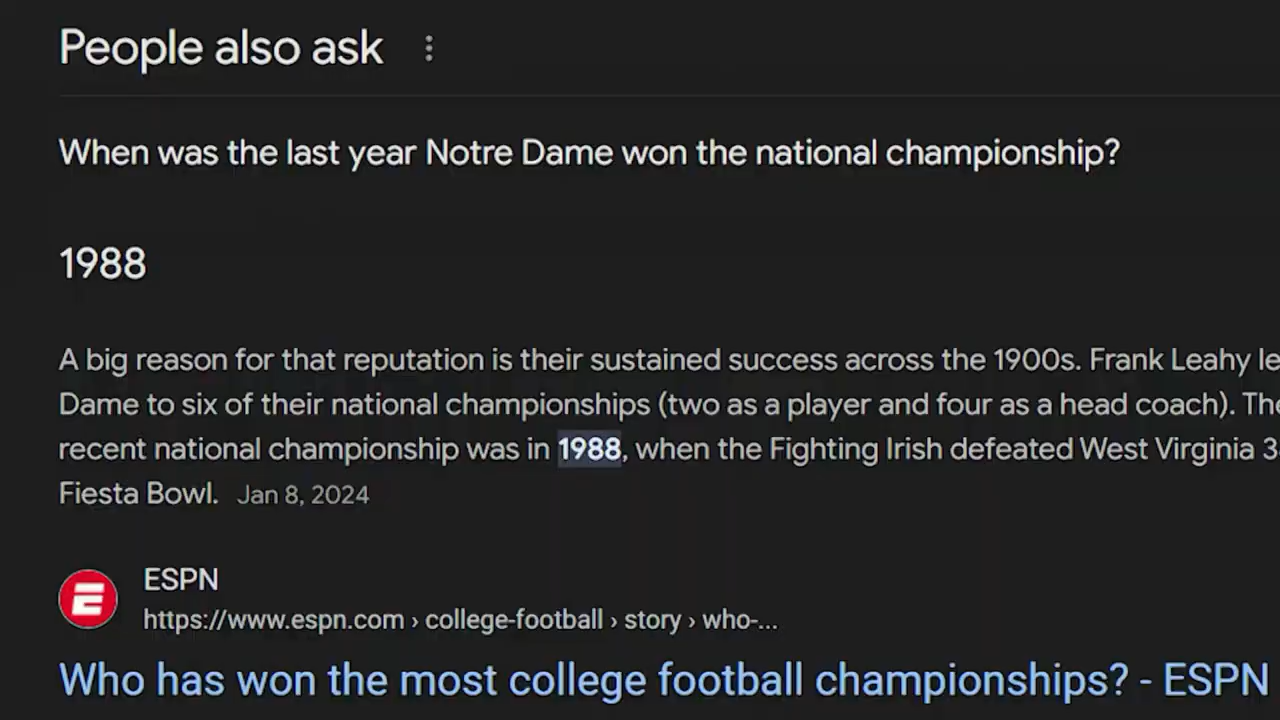 People also ask
When was the last year Notre Dame won the national championship?
1988
A big reason for that reputation is their sustained success across the 1900s. Frank Leahy
Dame to six of their national championships (two as a player and four as a head coach).
recent national championship was in 1988, when the Fighting Irish defeated West Virginia
Fiesta Bowl. Jan 8, 2024
ESPN
https://www.espn.com › college-football › story › who-...
Who has won the most college football championships? - ESPN